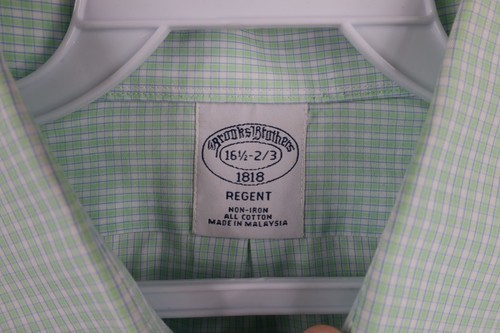 Brooks Brothers
16½-2/3
1818
REGENT
NON-IRON
ALL COTTON
MADE IN MALAYSIA